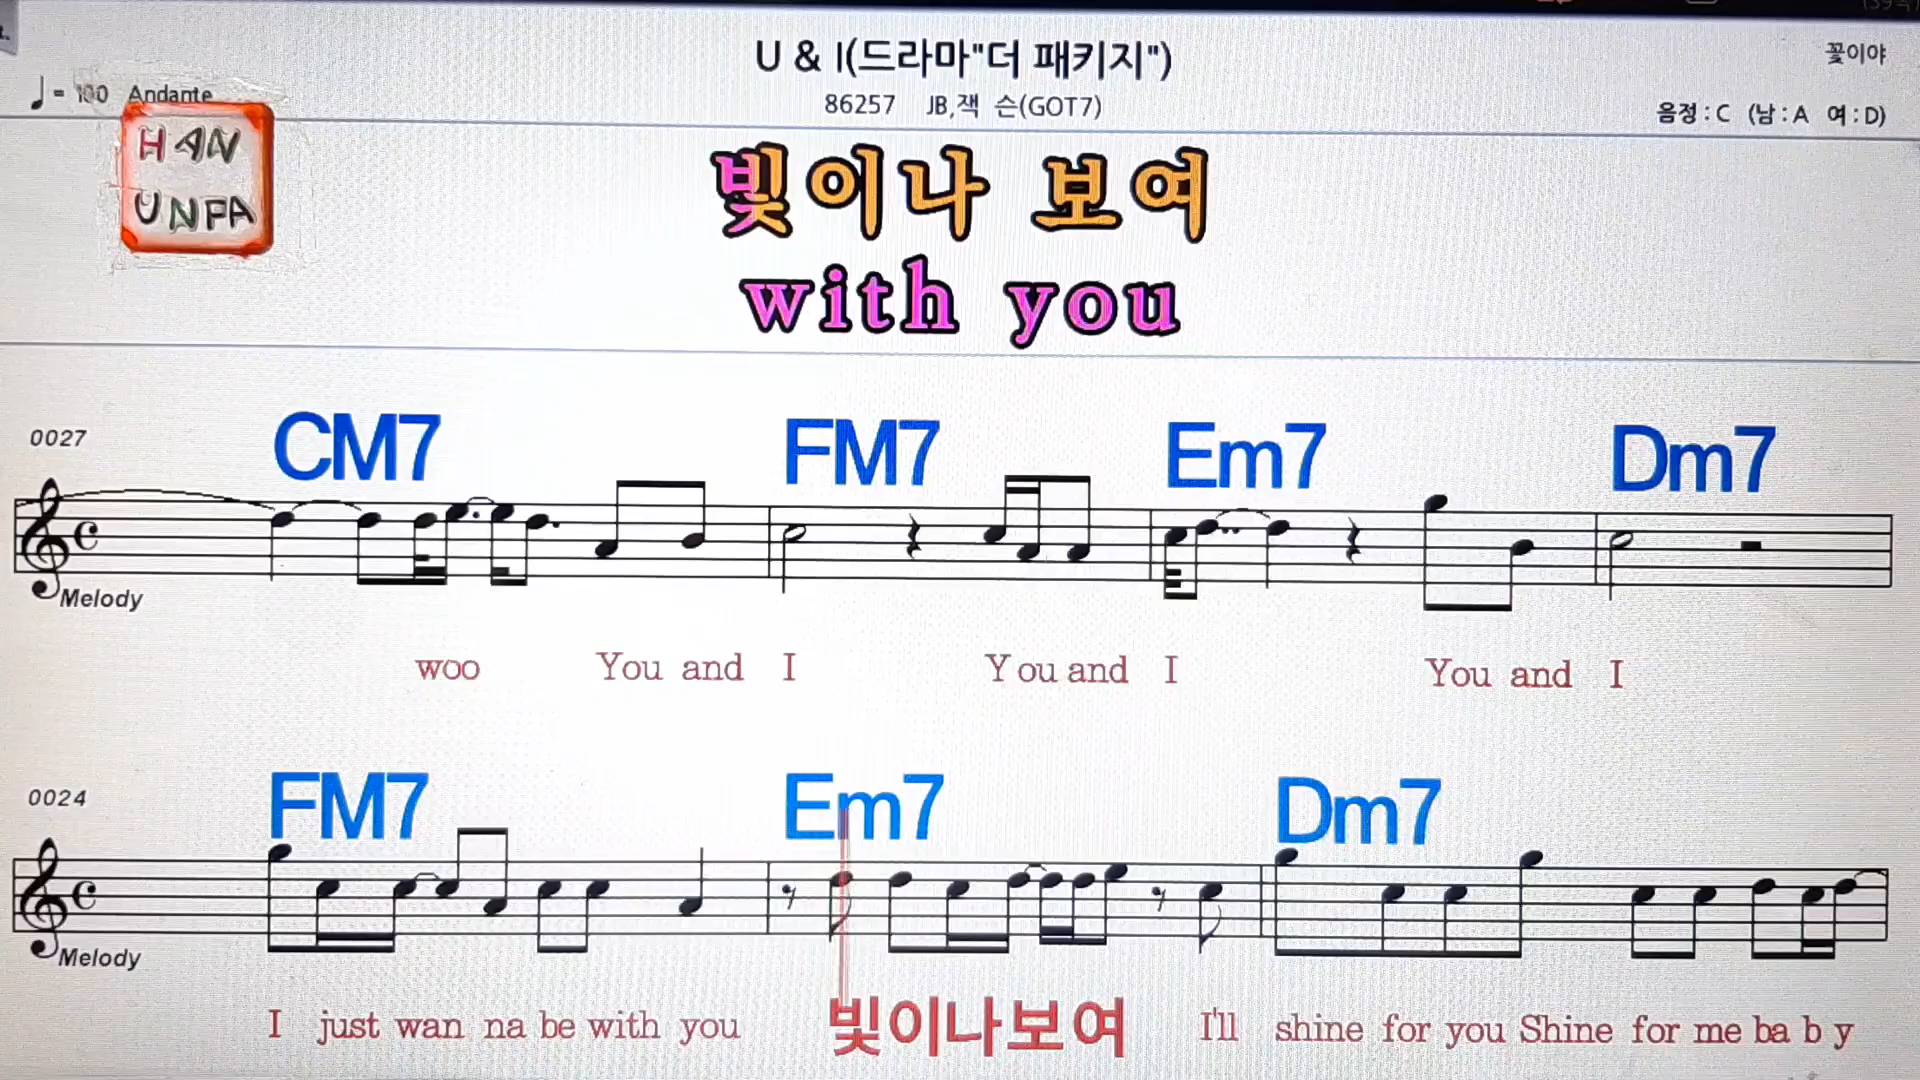 U & I(드라마"더 패키지")
꽃이야
♩= 100 Andante
86257 JB,잭 슨(GOT7)
음정 : C (남 : A 여 : D)
HAN
UNPA
빛이나 보여
with you
0027
CM7 FM7 Em7 Dm7
Melody
woo You and I You and I You and I
0024
FM7 Em7 Dm7
Melody
I just wan na be with you 빛이나보여 I'll shine for you Shine for me ba b y